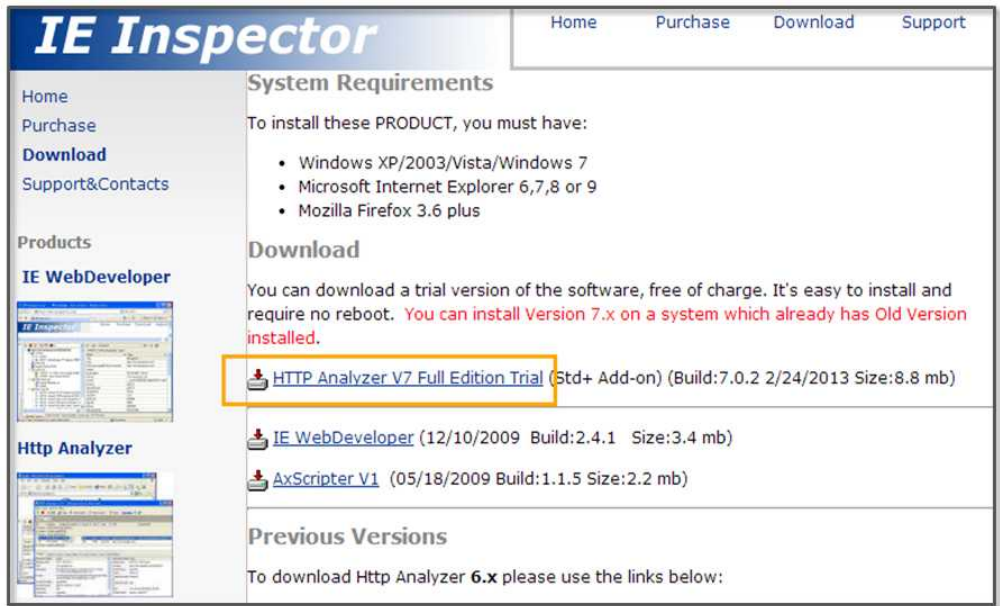 IE Inspector
Home Purchase Download Support
Home
Purchase
Download
Support&Contacts
Products
IE WebDeveloper
IE Inspector
Http Analyzer
System Requirements
To install these PRODUCT, you must have:
• Windows XP/2003/Vista/Windows 7
• Microsoft Internet Explorer 6,7,8 or 9
• Mozilla Firefox 3.6 plus
Download
You can download a trial version of the software, free of charge. It's easy to install and
require no reboot. You can install Version 7.x on a system which already has Old Version
installed.
HTTP Analyzer V7 Full Edition Trial (Std+ Add-on) (Build:7.0.2 2/24/2013 Size:8.8 mb)
IE WebDeveloper (12/10/2009 Build:2.4.1 Size:3.4 mb)
AxScripter V1 (05/18/2009 Build:1.1.5 Size:2.2 mb)
Previous Versions
To download Http Analyzer 6.x please use the links below: